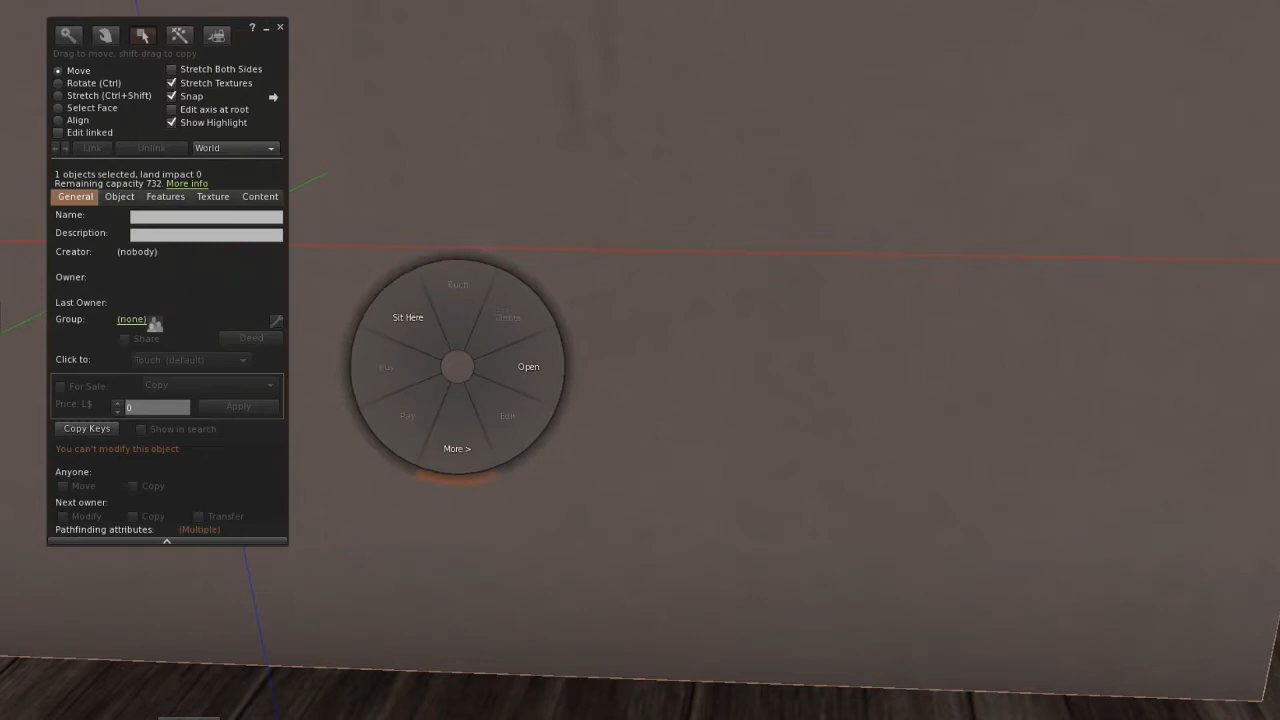 ?
Drag to move, shift-drag to copy
Move
Rotate (Ctrl)
Stretch (Ctrl+Shift)
Select Face
Align
Edit linked
Stretch Both Sides
Stretch Textures
Snap
Edit axis at root
Show Highlight
Link Unlink World
1 objects selected, land impact 0
Remaining capacity 732. More info
General Object Features Texture Content
Name:
Description:
Creator: (nobody)
Owner:
Last Owner:
Group: (none)
Share Deed
Click to: Touch (default)
For Sale: Copy
Price: L$ 0 Apply
Copy Keys Show in search
You can't modify this object
Anyone:
Move Copy
Next owner:
Modify Copy Transfer
Pathfinding attributes: (Multiple)
Touch
Sit Here
Open
Buy
Pay
Edit
More >